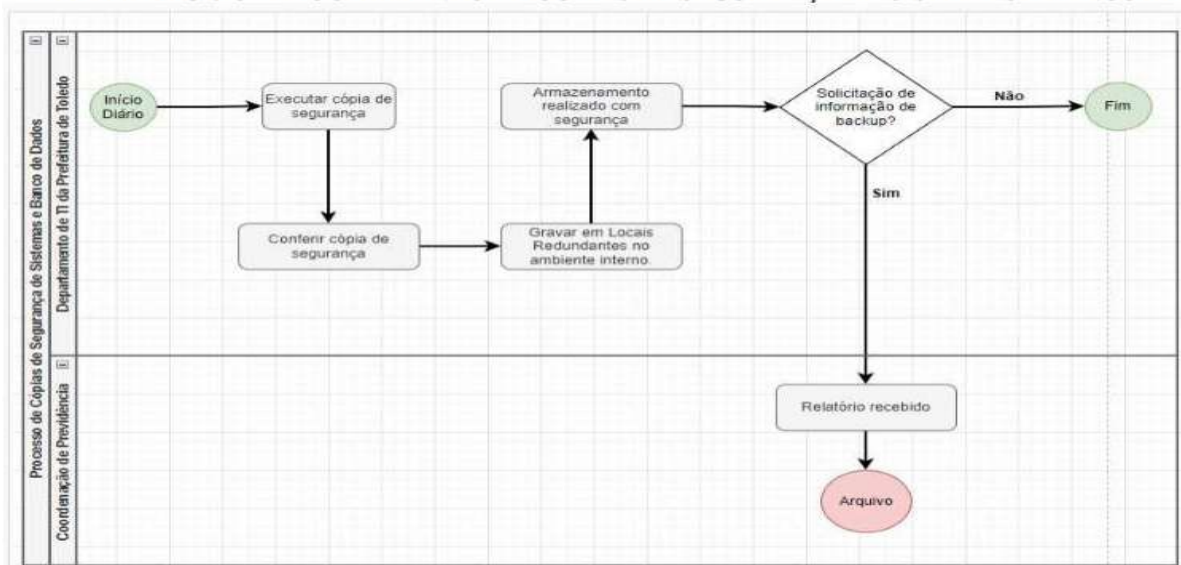 Processo de Cópias de Segurança de Sistemas e Banco de Dados
Departamento de TI da Prefeitura de Toledo
Início
Diário
Executar cópia de
segurança
Conferir cópia de
segurança
Gravar em Locais
Redundantes no
ambiente interno.
Armazenamento
realizado com
segurança
Solicitação de
informação de
backup?
Não
Fim
Sim
Coordenação de Previdência
Relatório recebido
Arquivo